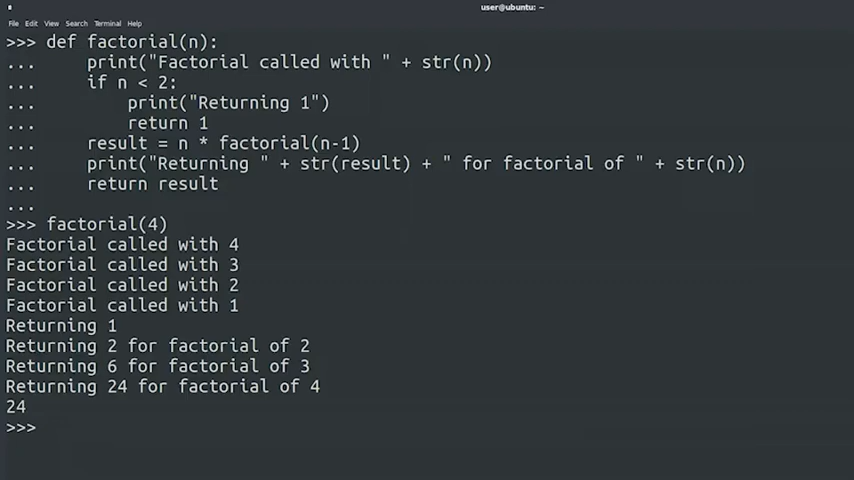 user@ubuntu: ~
File Edit View Search Terminal Help
>>> def factorial(n):
...     print("Factorial called with " + str(n))
...     if n < 2:
...         print("Returning 1")
...         return 1
...     result = n * factorial(n-1)
...     print("Returning " + str(result) + " for factorial of " + str(n))
...     return result
...
>>> factorial(4)
Factorial called with 4
Factorial called with 3
Factorial called with 2
Factorial called with 1
Returning 1
Returning 2 for factorial of 2
Returning 6 for factorial of 3
Returning 24 for factorial of 4
24
>>>